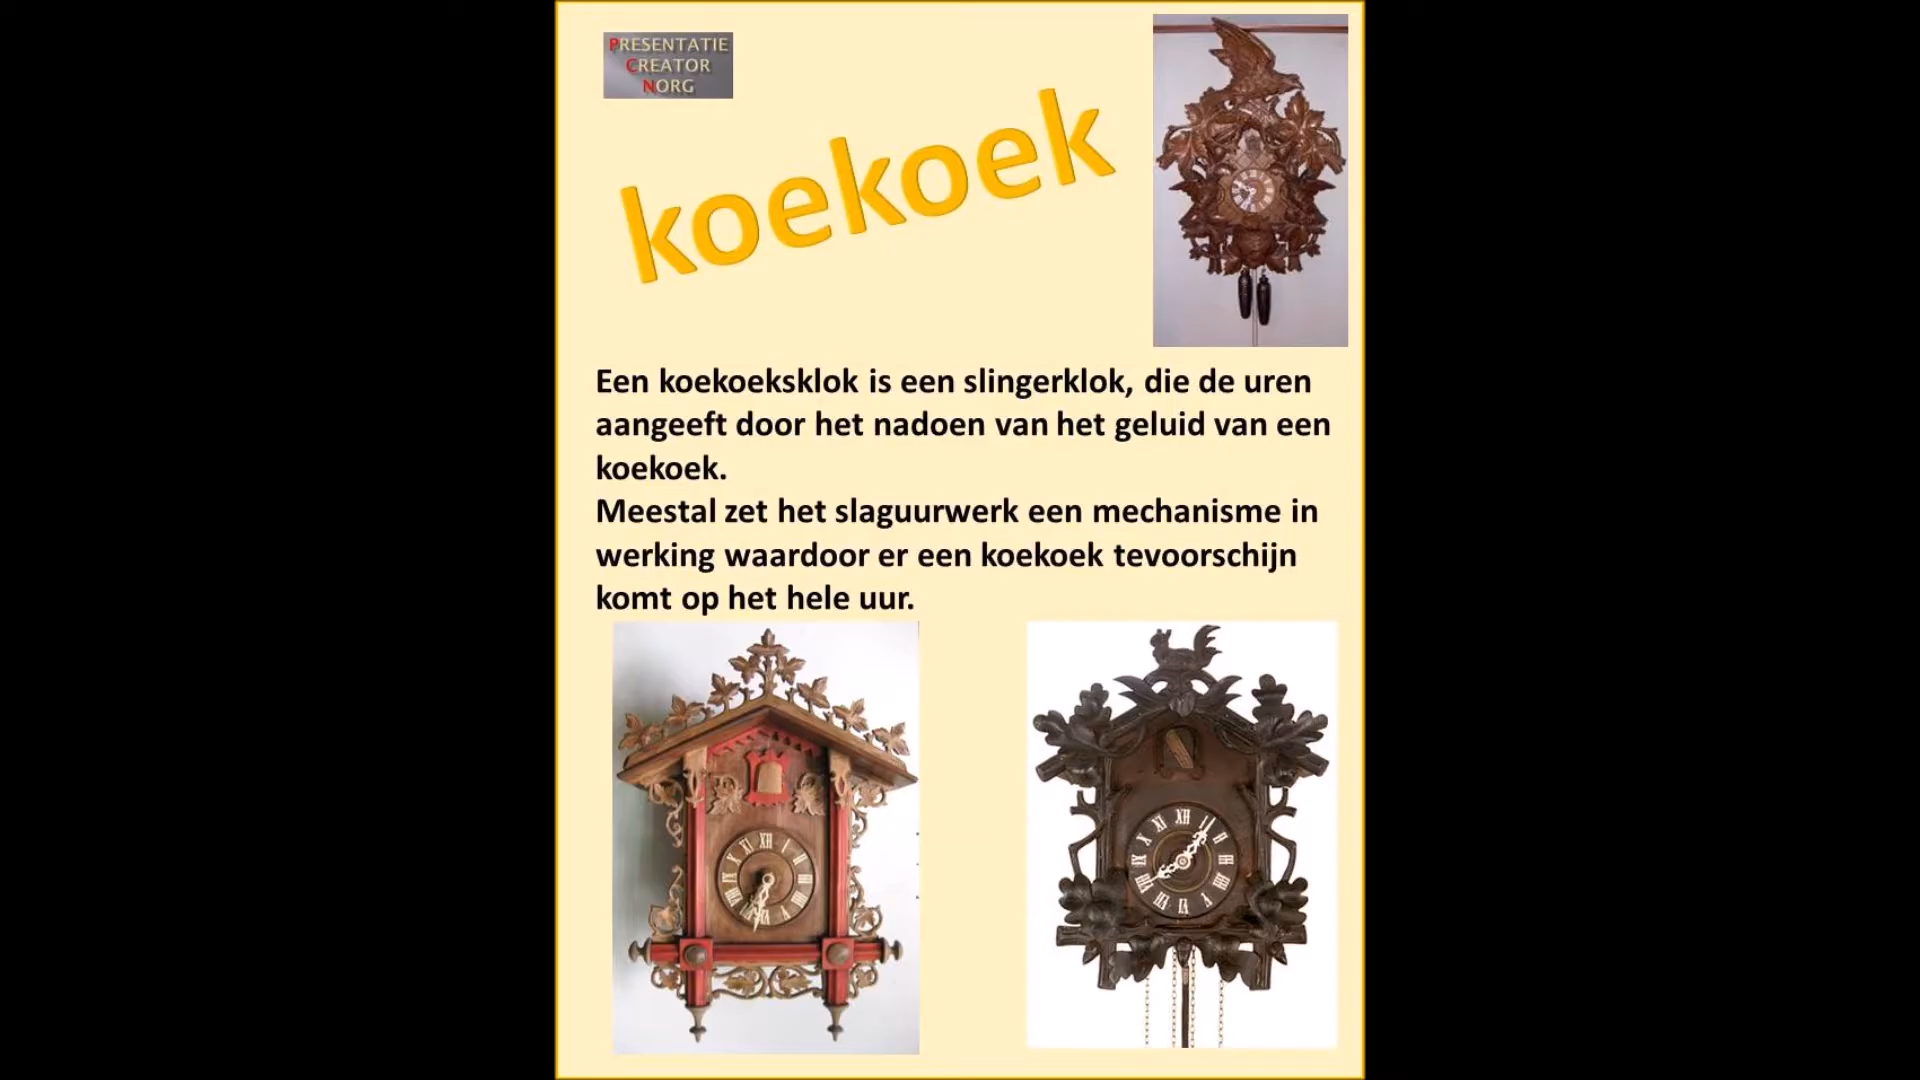 PRESENTATIE
CREATOR
NORG
koekoek
Een koekoeksklok is een slingerklok, die de uren
aangeeft door het nadoen van het geluid van een
koekoek.
Meestal zet het slaguurwerk een mechanisme in
werking waardoor er een koekoek tevoorschijn
komt op het hele uur.